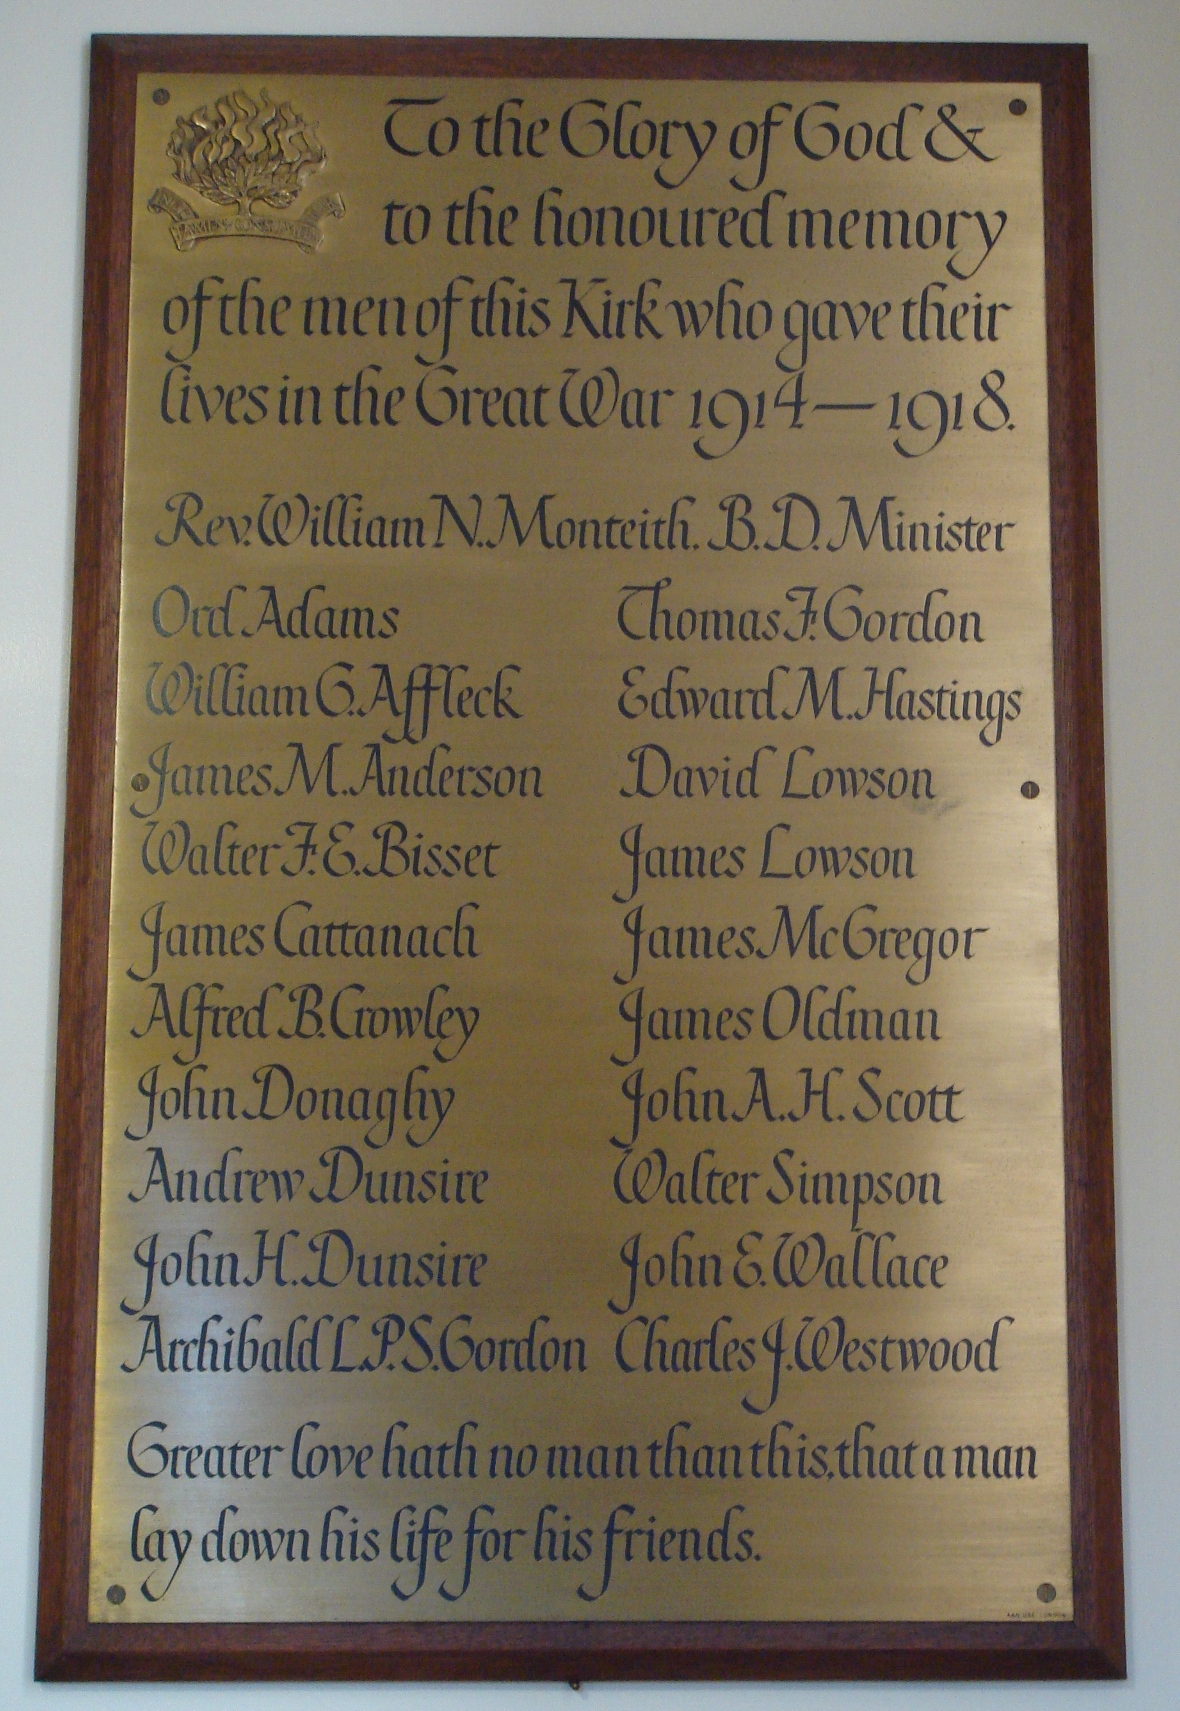 To the Glory of God &
to the honoured memory
of the men of this Kirk who gave their
lives in the Great War 1914—1918.
Rev. William N. Monteith. B.D. Minister
Ord Adams
William G. Affleck
James M. Anderson
Walter F. E. Bisset
James Cattanach
Alfred B. Crowley
John Donaghy
Andrew Dunsire
John H. Dunsire
Archibald L.P.S. Gordon
Thomas F. Gordon
Edward M. Hastings
David Lowson
James Lowson
James McGregor
James Oldman
John A. H. Scott
Walter Simpson
John E. Wallace
Charles J. Westwood
Greater love hath no man than this, that a man
lay down his life for his friends.